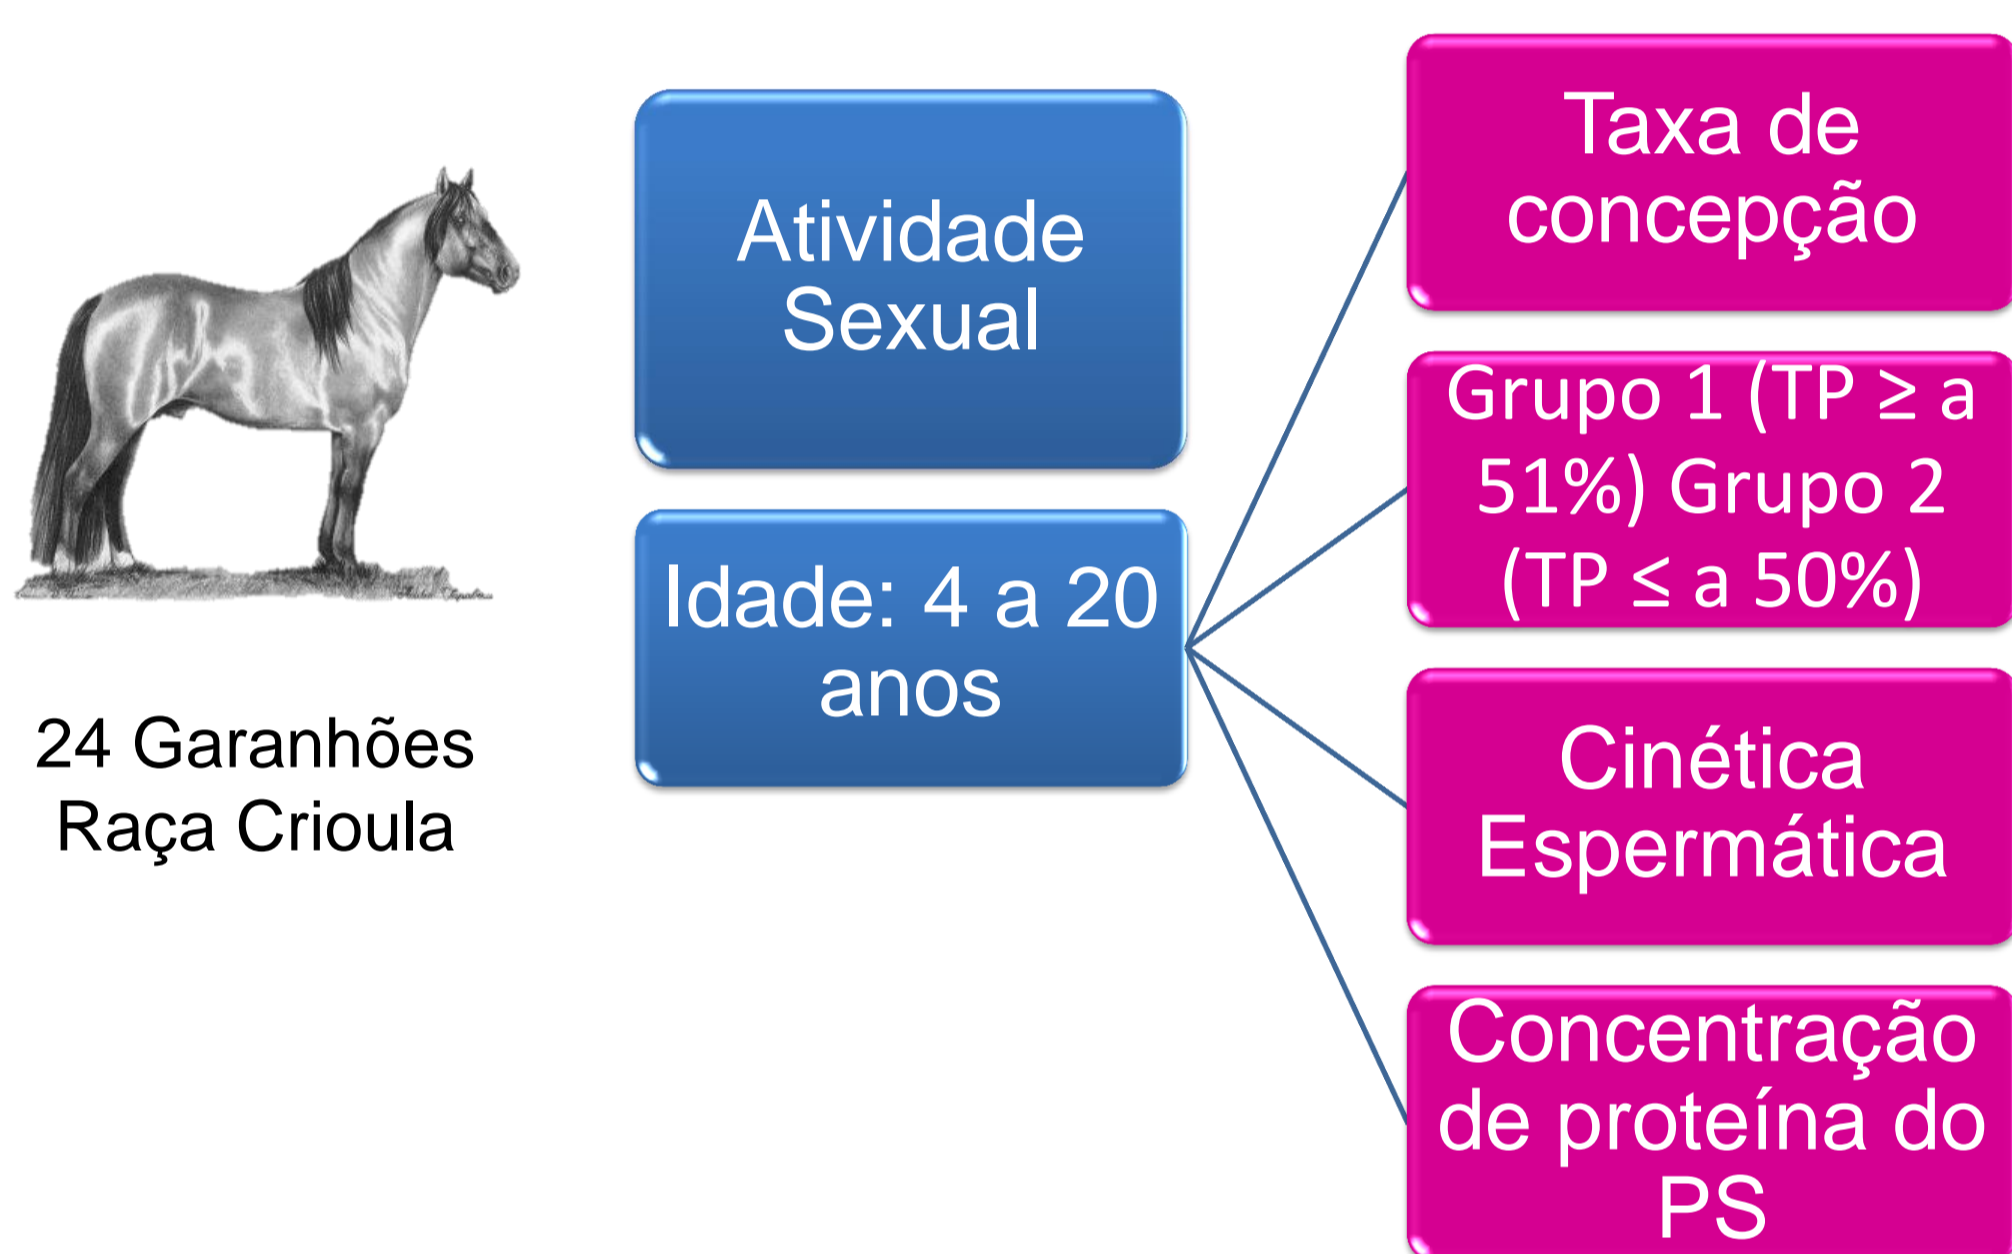 24 Garanhões
Raça Crioula
Atividade
Sexual
Idade: 4 a 20
anos
Taxa de
concepção
Grupo 1 (TP ≥ a
51%) Grupo 2
(TP ≤ a 50%)
Cinética
Espermática
Concentração
de proteína do
PS